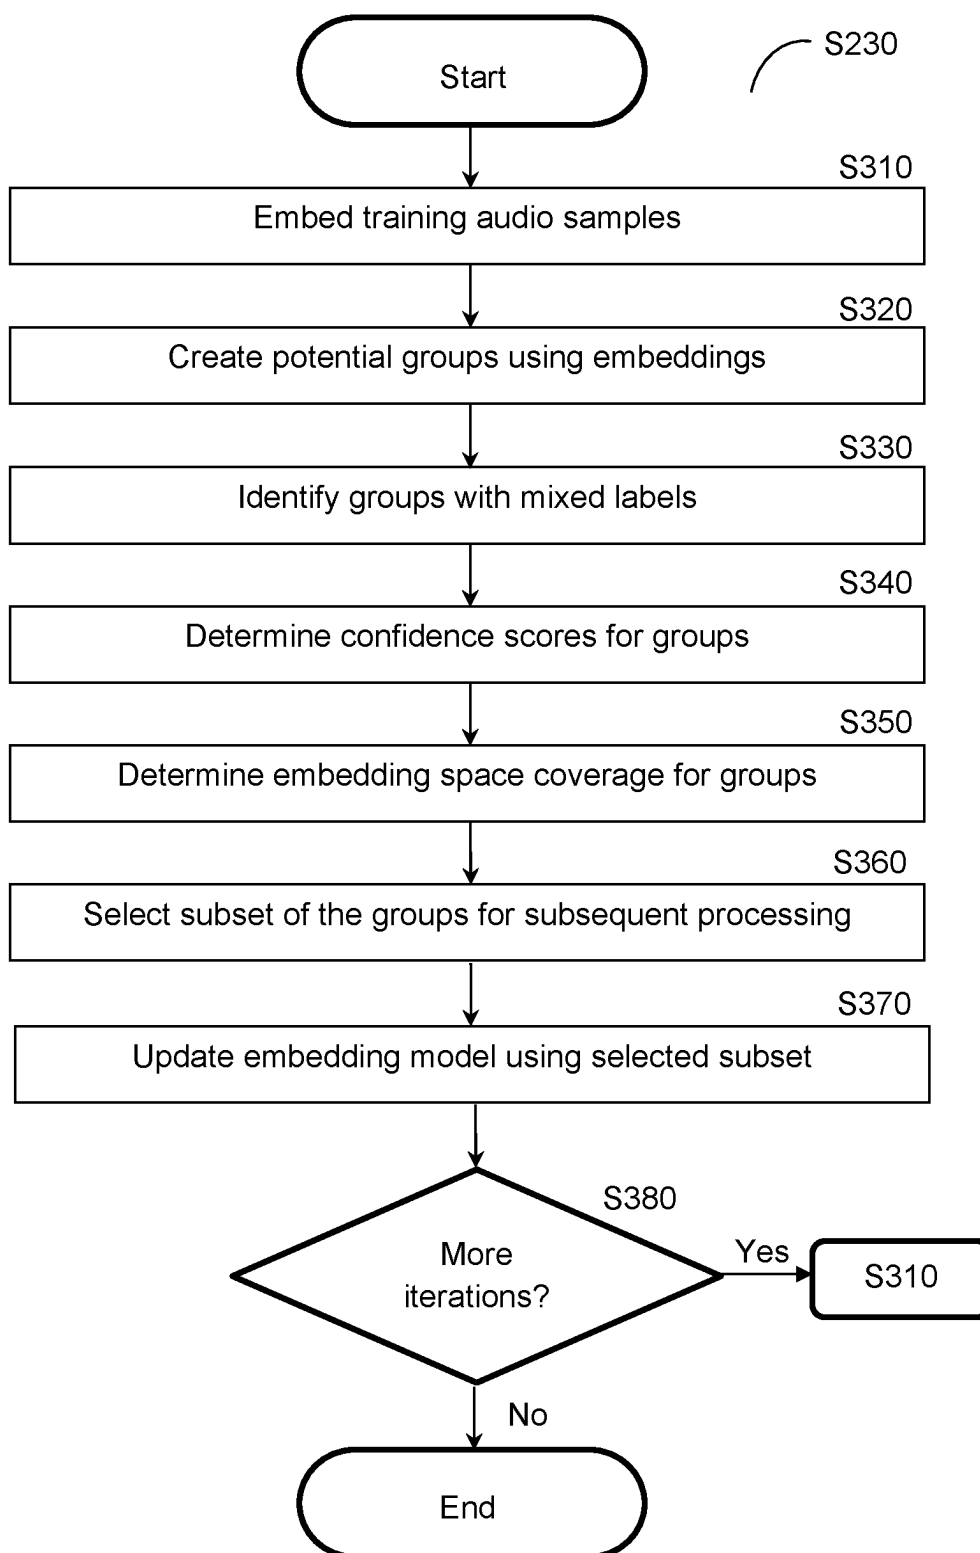 Start
S230
S310
Embed training audio samples
S320
Create potential groups using embeddings
S330
Identify groups with mixed labels
S340
Determine confidence scores for groups
S350
Determine embedding space coverage for groups
S360
Select subset of the groups for subsequent processing
S370
Update embedding model using selected subset
S380
More
iterations?
Yes
S310
No
End